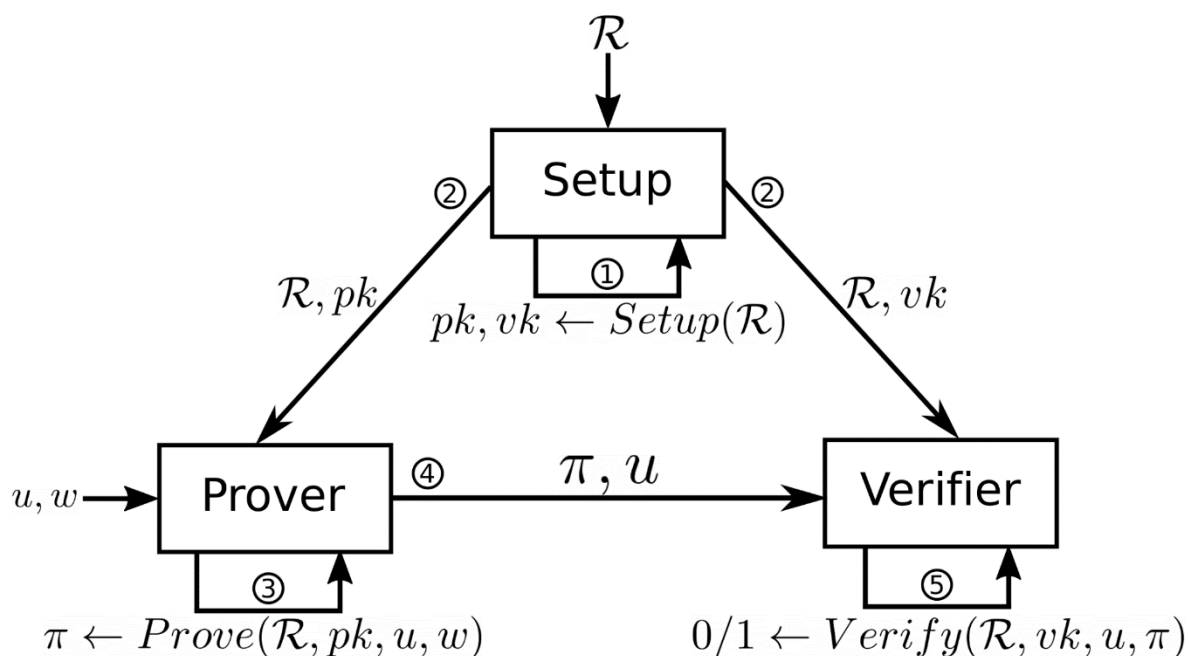 ℛ
Setup
② ②
①
ℛ, pk ℛ, vk
pk, vk ← Setup(ℛ)
④ π, u
u, w Prover Verifier
③ ⑤
π ← Prove(ℛ, pk, u, w) 0/1 ← Verify(ℛ, vk, u, π)